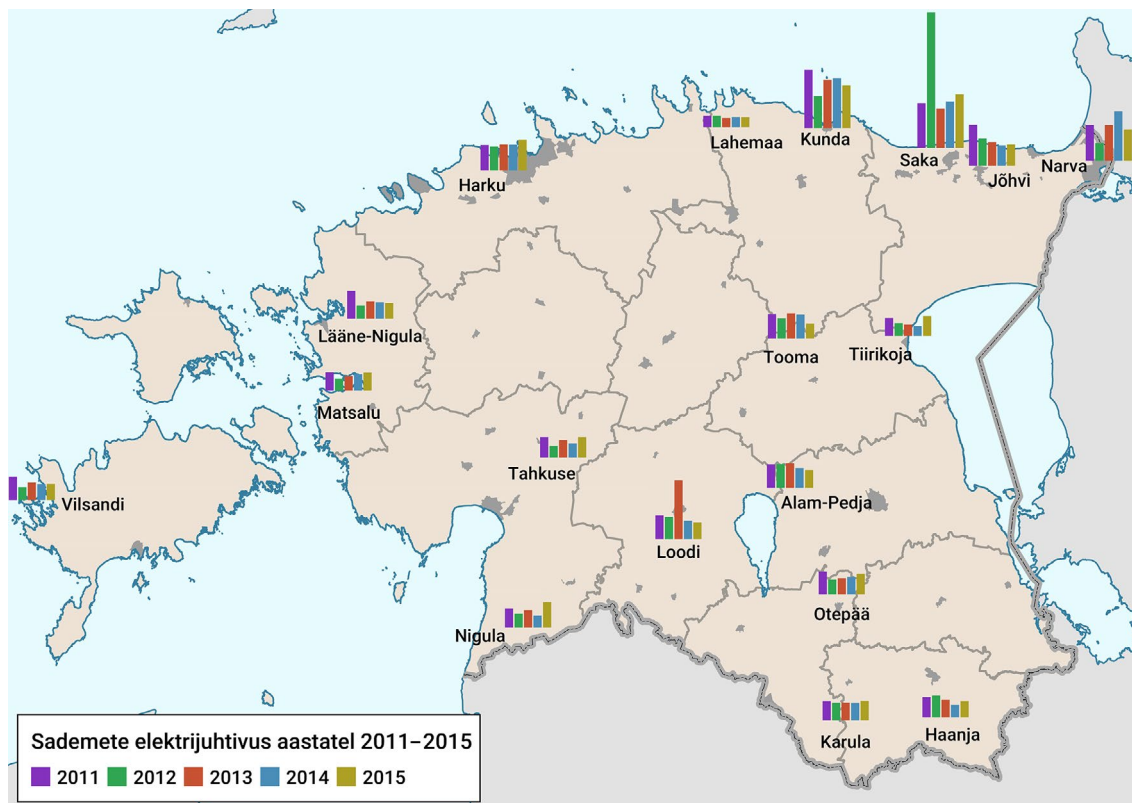 Lahemaa
Kunda
Saka
Jõhvi
Narva
Harku
Lääne-Nigula
Tooma
Tiirikoja
Matsalu
Tahkuse
Vilsandi
Alam-Pedja
Loodi
Otepää
Nigula
Karula
Haanja
Sademete elektrijuhtivus aastatel 2011–2015
2011 2012 2013 2014 2015